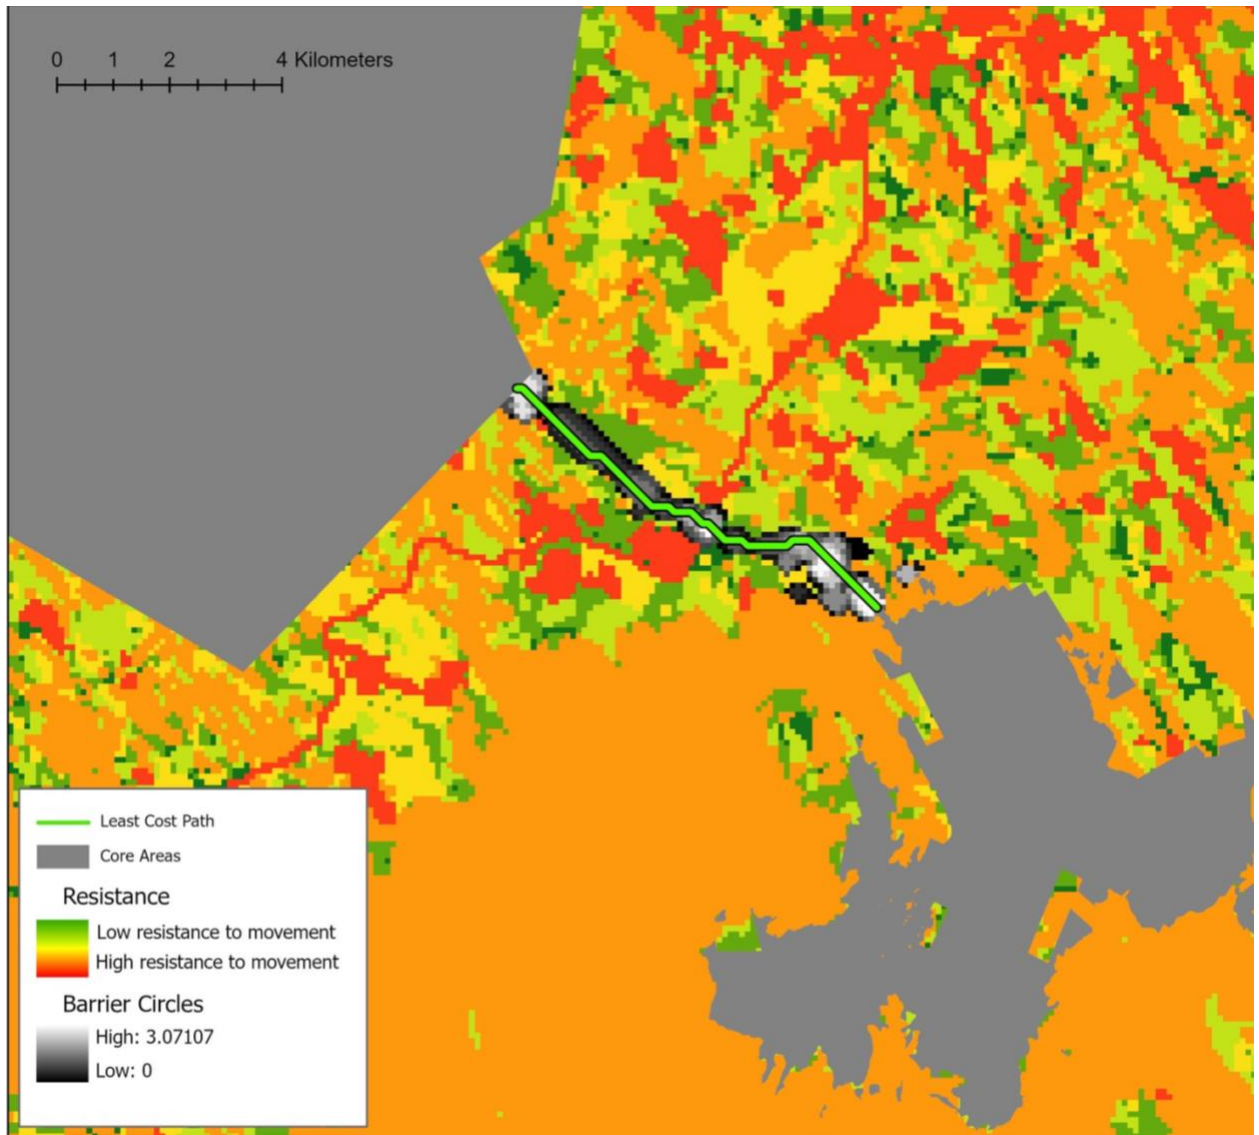 0 1 2 4 Kilometers
Least Cost Path
Core Areas
Resistance
Low resistance to movement
High resistance to movement
Barrier Circles
High: 3.07107
Low: 0